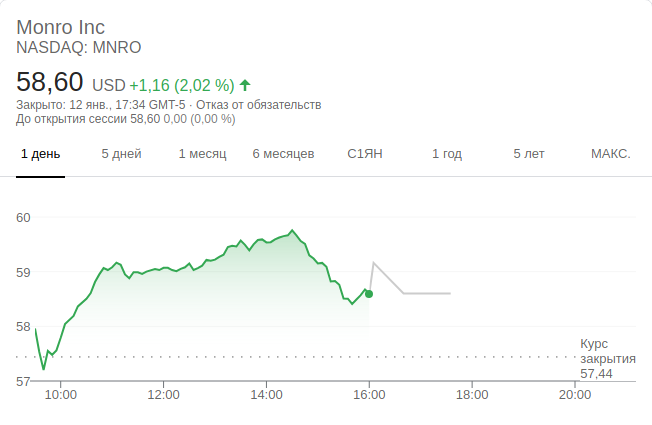 Monro Inc
NASDAQ: MNRO
58,60 USD +1,16 (2,02 %)
Закрыто: 12 янв., 17:34 GMT-5 · Отказ от обязательств
До открытия сессии 58,60 0,00 (0,00 %)
1 день 5 дней 1 месяц 6 месяцев С1ЯН 1 год 5 лет МАКС.
60
59
58
Курс
закрытия
57,44
57
10:00 12:00 14:00 16:00 18:00 20:00